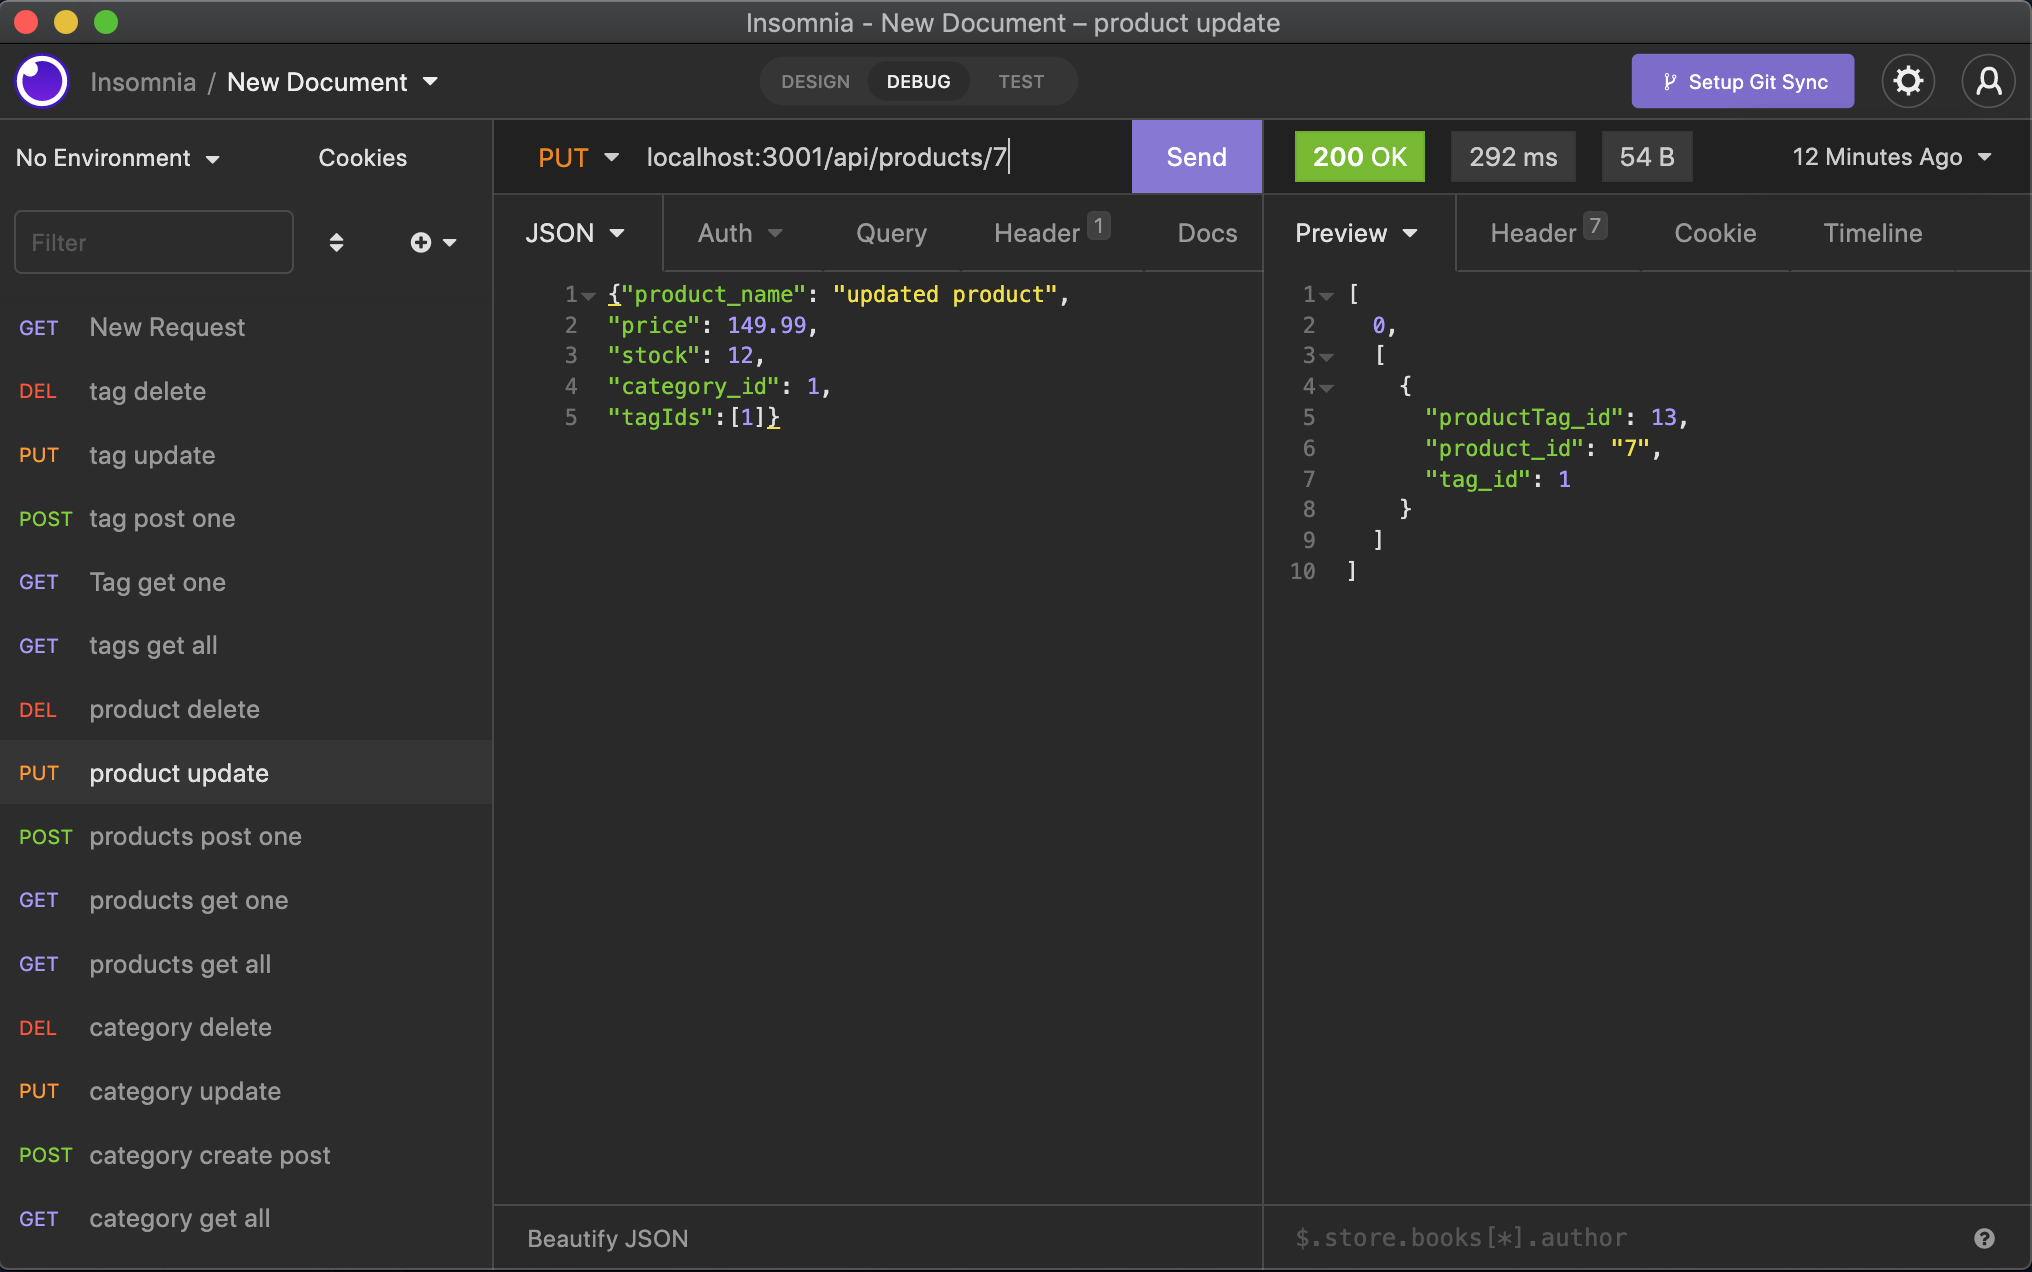 Insomnia - New Document – product update
Insomnia / New Document
DESIGN DEBUG TEST
Setup Git Sync
No Environment Cookies
Filter
GET New Request
DEL tag delete
PUT tag update
POST tag post one
GET Tag get one
GET tags get all
DEL product delete
PUT product update
POST products post one
GET products get one
GET products get all
DEL category delete
PUT category update
POST category create post
GET category get all
PUT localhost:3001/api/products/7 Send
JSON Auth Query Header 1 Docs
1 {"product_name": "updated product",
2 "price": 149.99,
3 "stock": 12,
4 "category_id": 1,
5 "tagIds":[1]}
Beautify JSON
200 OK 292 ms 54 B 12 Minutes Ago
Preview Header 7 Cookie Timeline
1 [
2 0,
3 [
4 {
5 "productTag_id": 13,
6 "product_id": "7",
7 "tag_id": 1
8 }
9 ]
10 ]
$.store.books[*].author